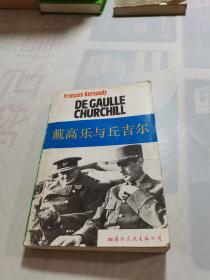 François Kersaudy
DE GAULLE
CHURCHILL
戴高乐与丘吉尔